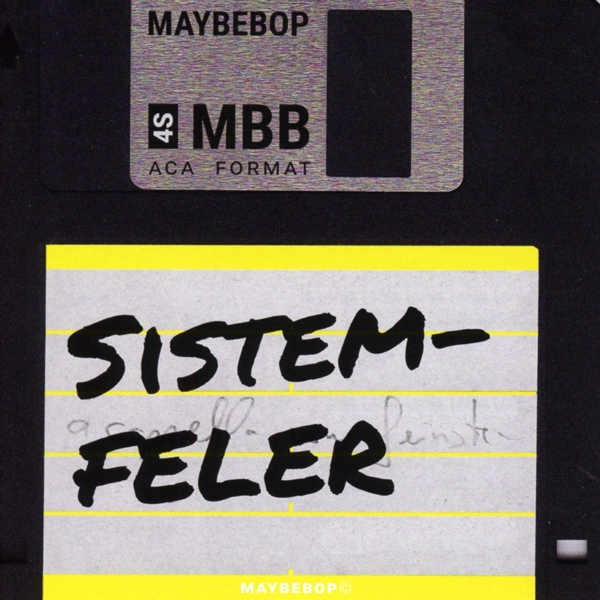 MAYBEBOP
4S MBB
ACA FORMAT
SISTEM-
FELER
MAYBEBOP©